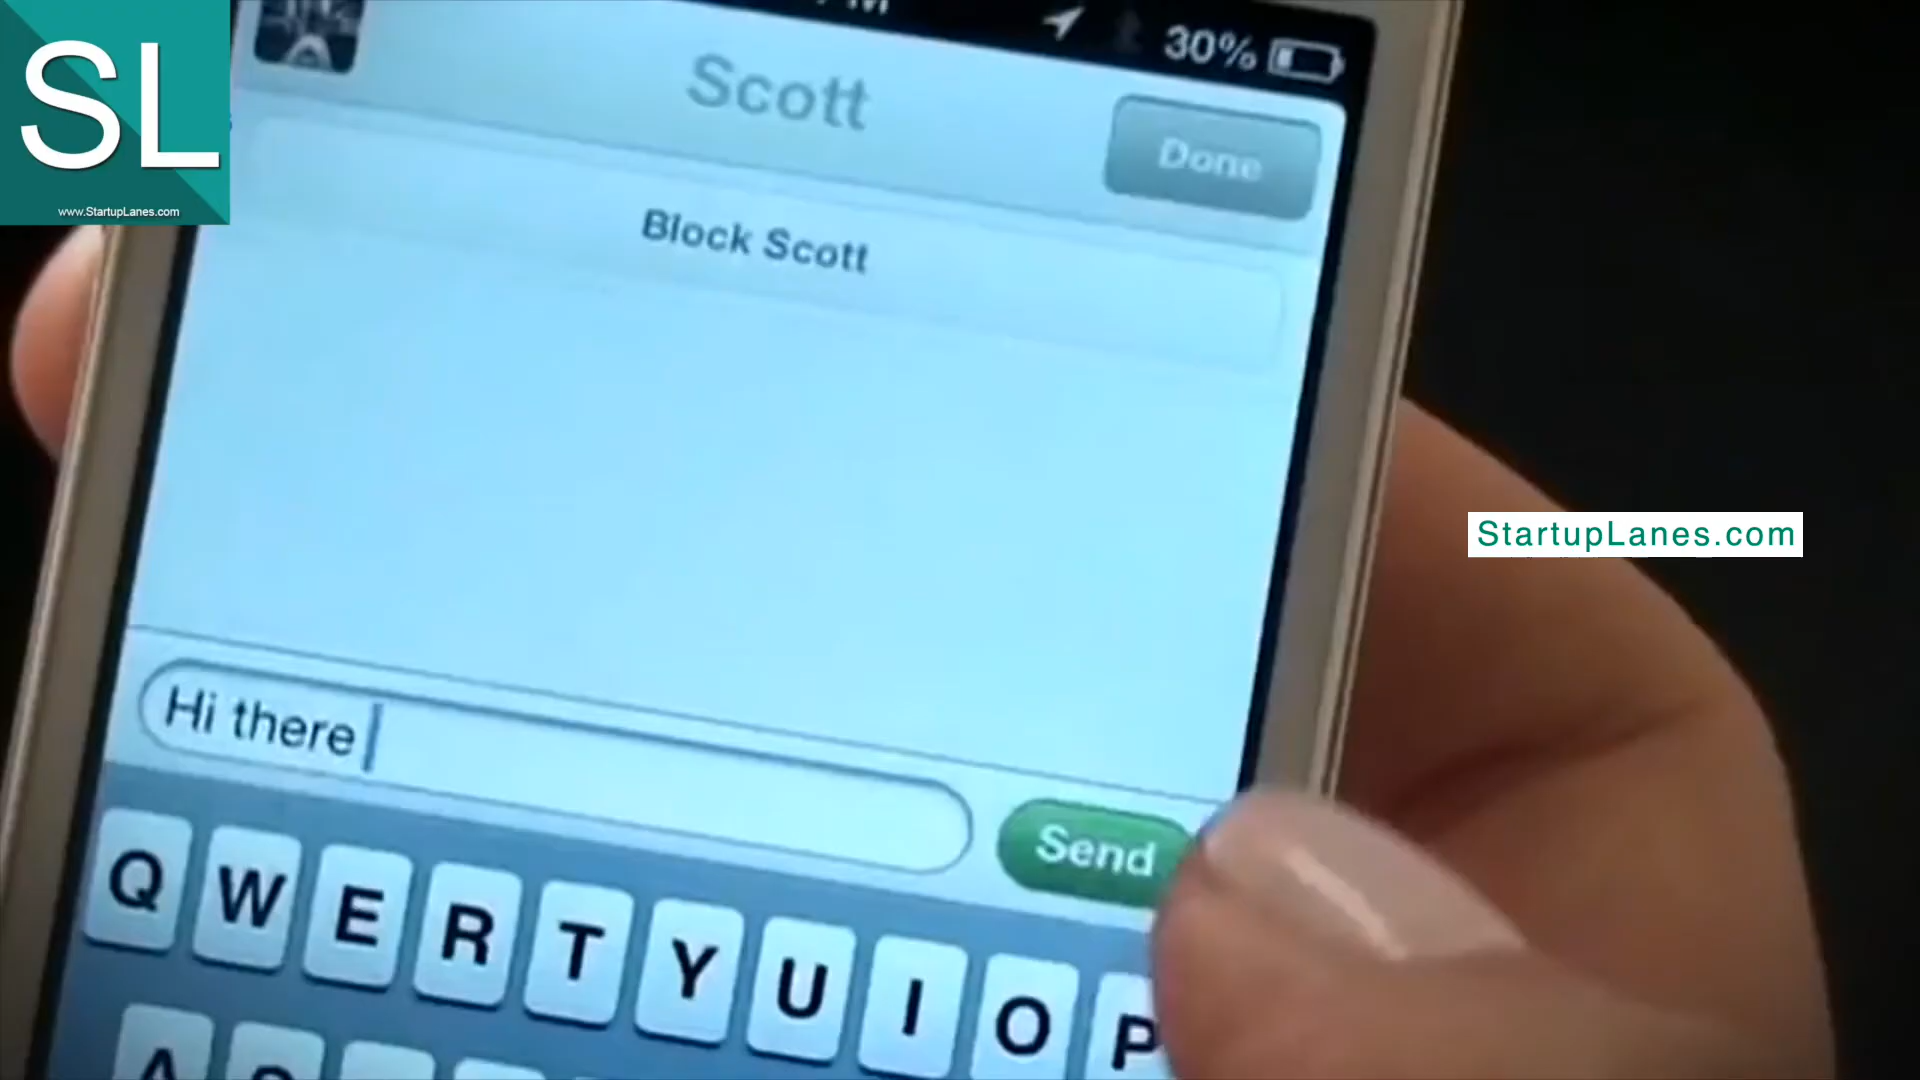 SL
www.StartupLanes.com
30%
Scott
Done
Block Scott
StartupLanes.com
Hi there
Send
Q W E R T Y U I O P